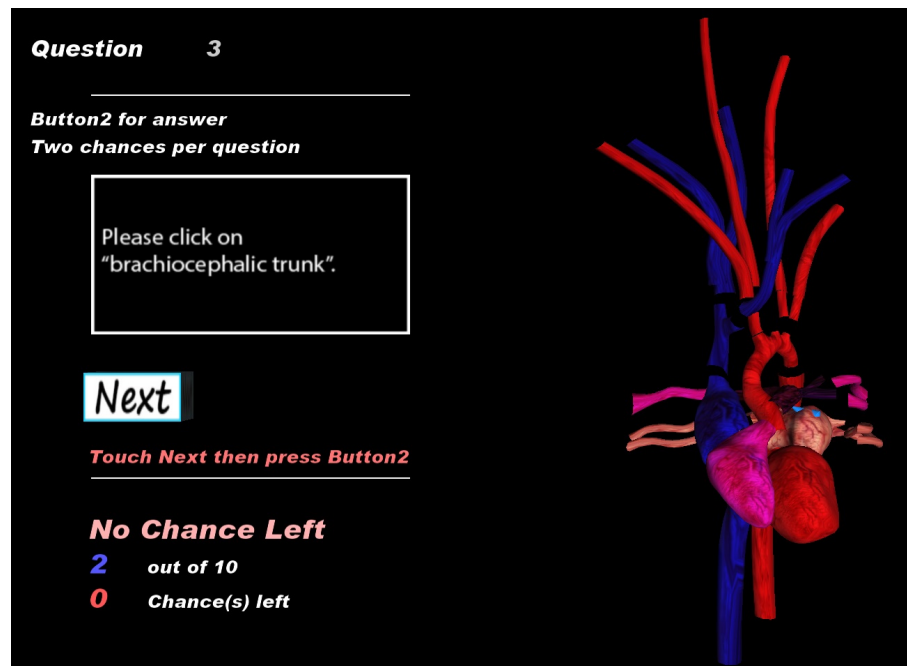 Question 3
Button2 for answer
Two chances per question
Please click on
“brachiocephalic trunk”.
Next
Touch Next then press Button2
No Chance Left
2 out of 10
0 Chance(s) left